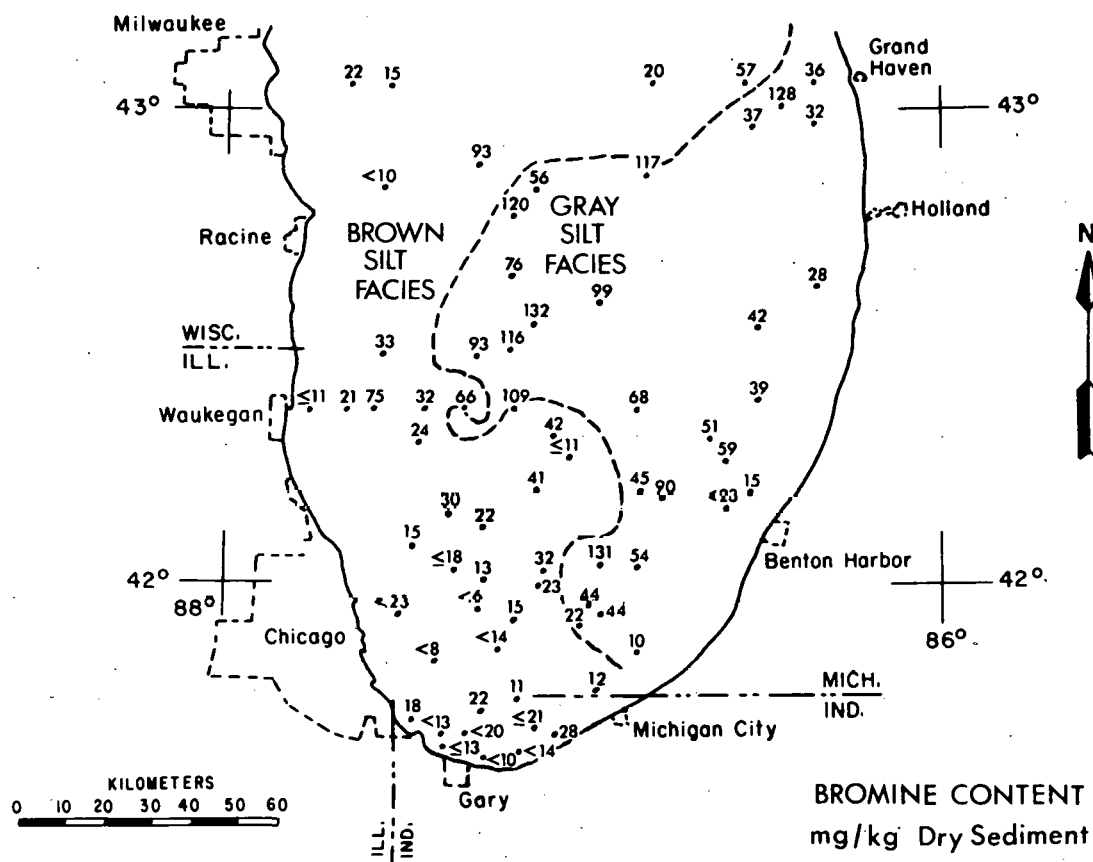 Milwaukee
Grand
Haven
22 15 20 57 36
43° 128 43°
37 32
93
117
<10
56
120
Holland
Racine
BROWN
SILT
FACIES
GRAY
SILT
FACIES
N
76
28
99
132
42
WISC.
ILL.
33
93
116
39
Waukegan
≤11 21 75 32 66 109 68
24
42
51
≤11
59
41
45
90
15
30
22
15
Benton Harbor
≤18
13
32
131
54
42°
42°
88°
86°
23
<6
44
44
15
22
Chicago
<14
<8
10
12
MICH.
IND.
11
22
18
<13
<20
≤21
28
Michigan City
≤13
<10
<14
Gary
KILOMETERS
0 10 20 30 40 50 60
ILL.
IND.
BROMINE CONTENT
mg/kg Dry Sediment